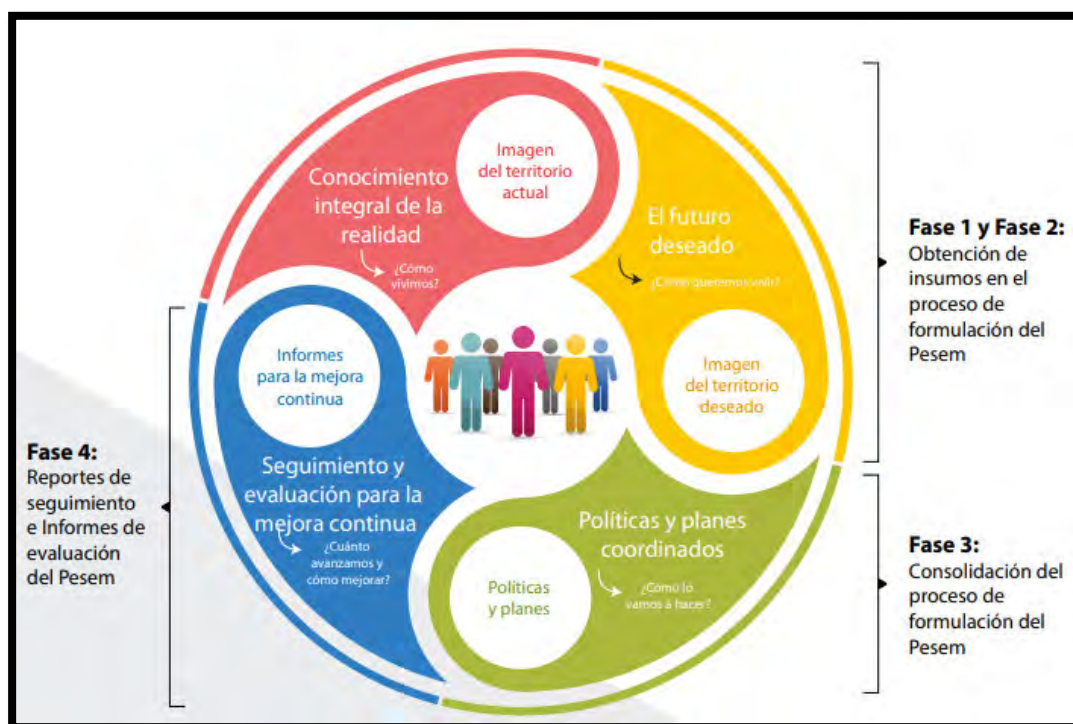 Imagen
del territorio
actual
Conocimiento
integral de la
realidad
¿Cómo
vivimos?
El futuro
deseado
¿Cómo queremos vivir?
Imagen
del territorio
deseado
Fase 1 y Fase 2:
Obtención de
insumos en el
proceso de
formulación del
Pesem
Informes
para la mejora
continua
Seguimiento y
evaluación para la
mejora continua
¿Cuánto
avanzamos y
cómo mejorar?
Fase 4:
Reportes de
seguimiento
e Informes de
evaluación
del Pesem
Políticas y planes
coordinados
¿Cómo lo
vamos a hacer?
Políticas
y planes
Fase 3:
Consolidación del
proceso de
formulación del
Pesem